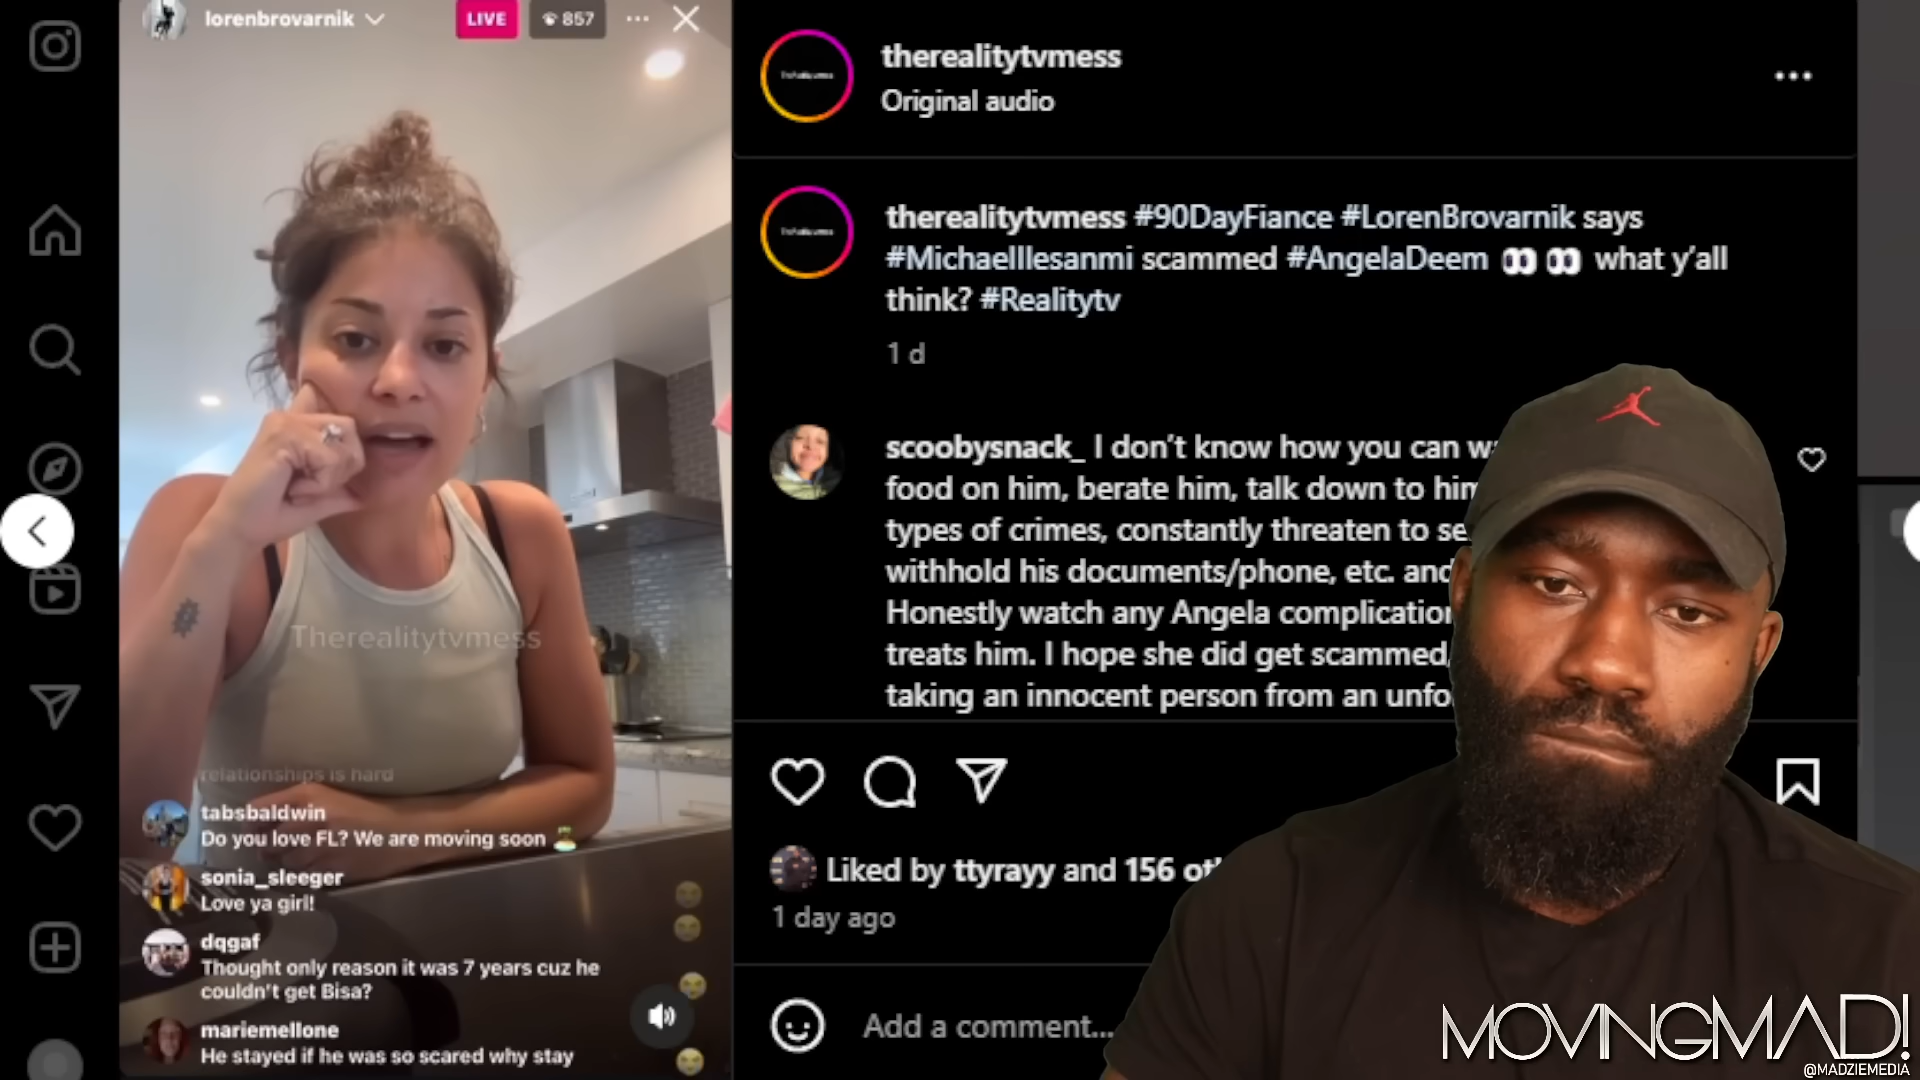 lorenbrovarnik
LIVE
857
therealitytvmess
Original audio
therealitytvmess #90DayFiance #LorenBrovarnik says
#MichaelIlesanmi scammed #AngelaDeem 👀 👀 what y’all
think? #Realitytv
1 d
scoobysnack_ I don’t know how you can
food on him, berate him, talk down to him
types of crimes, constantly threaten to
withhold his documents/phone, etc. and
Honestly watch any Angela complication
treats him. I hope she did get scammed,
taking an innocent person from an
Therealitytvmess
relationships is hard
tabsbaldwin
Do you love FL? We are moving soon
sonia_sleeger
Love ya girl!
dqgaf
Thought only reason it was 7 years cuz he
couldn’t get Bisa?
mariemellone
He stayed if he was so scared why stay
Liked by ttyrayy and 156
1 day ago
Add a comment...
MOVINGMAD!
@MADZIEMEDIA